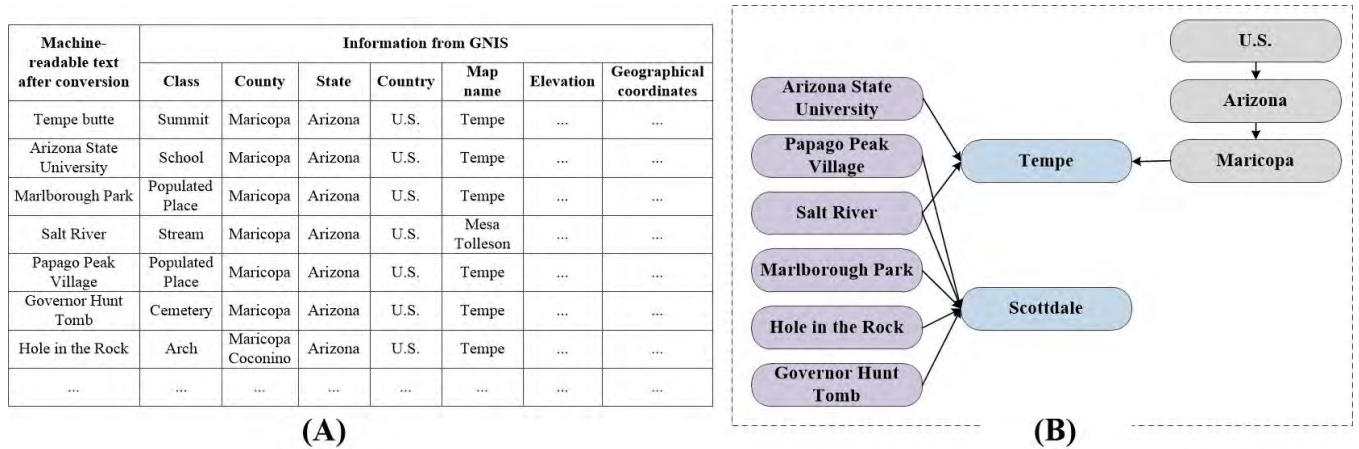 Machine-readable text after conversion
Information from GNIS
Class County State Country Map name Elevation Geographical coordinates
Tempe butte Summit Maricopa Arizona U.S. Tempe ... ...
Arizona State University School Maricopa Arizona U.S. Tempe ... ...
Marlborough Park Populated Place Maricopa Arizona U.S. Tempe ... ...
Salt River Stream Maricopa Arizona U.S. Mesa Tolleson ... ...
Papago Peak Village Populated Place Maricopa Arizona U.S. Tempe ... ...
Governor Hunt Tomb Cemetery Maricopa Arizona U.S. Tempe ... ...
Hole in the Rock Arch Maricopa Coconino Arizona U.S. Tempe ... ...
... ... ... ... ... ... ... ...
(A)
Arizona State University
Papago Peak Village
Salt River
Marlborough Park
Hole in the Rock
Governor Hunt Tomb
Tempe
Scottdale
U.S.
Arizona
Maricopa
(B)